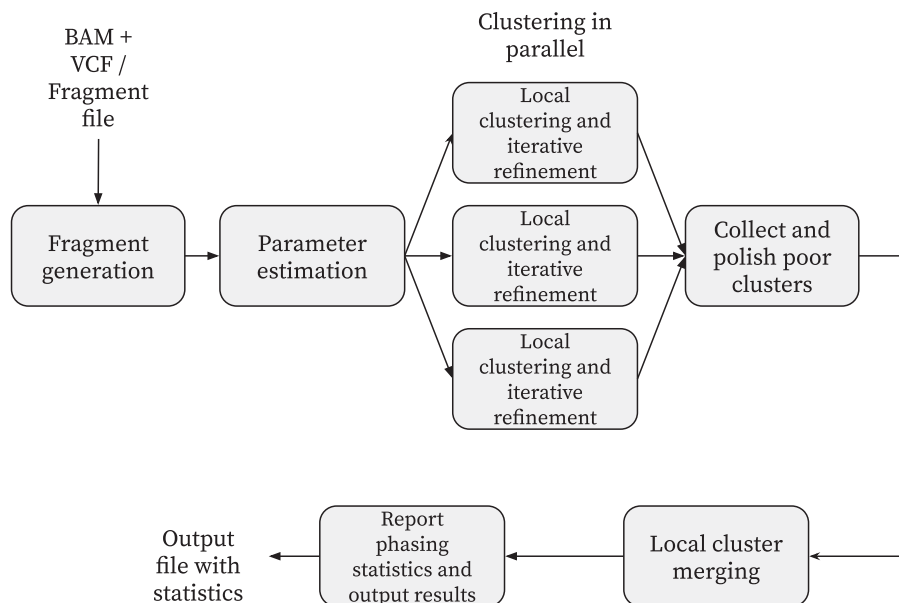 BAM +
VCF /
Fragment
file
Fragment
generation
Parameter
estimation
Clustering in
parallel
Local
clustering and
iterative
refinement
Local
clustering and
iterative
refinement
Local
clustering and
iterative
refinement
Collect and
polish poor
clusters
Local cluster
merging
Report
phasing
statistics and
output results
Output
file with
statistics